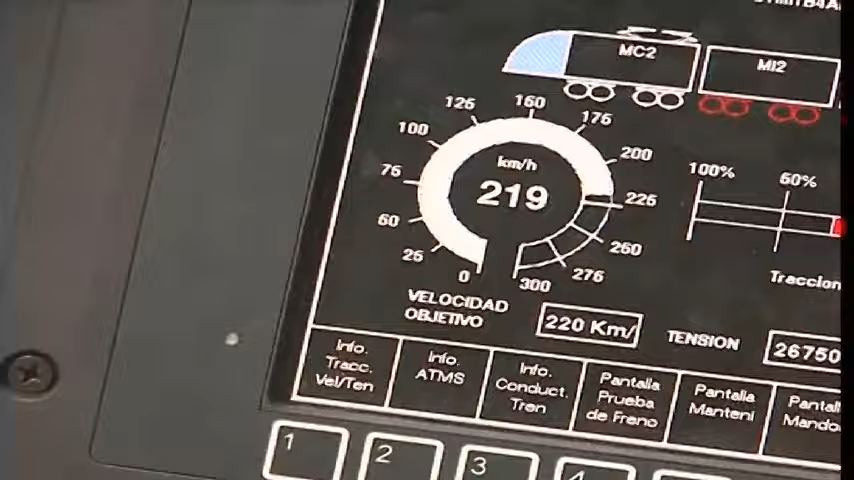 MC2
MI2
125
150
175
100
200
75
km/h
219
225
50
250
25
275
0
300
100%
50%
Traccion
VELOCIDAD
OBJETIVO
220 Km/
TENSION
26750
Info.
Tracc.
Vel/Ten
Info.
ATMS
Info.
Conduct.
Tren
Pantalla
Prueba
de Freno
Pantalla
Manteni
Pantall
Mando
1
2
3
4